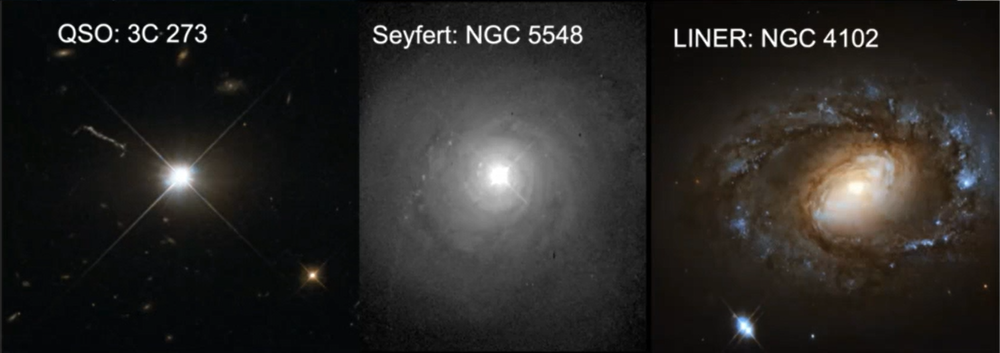 QSO: 3C 273
Seyfert: NGC 5548
LINER: NGC 4102